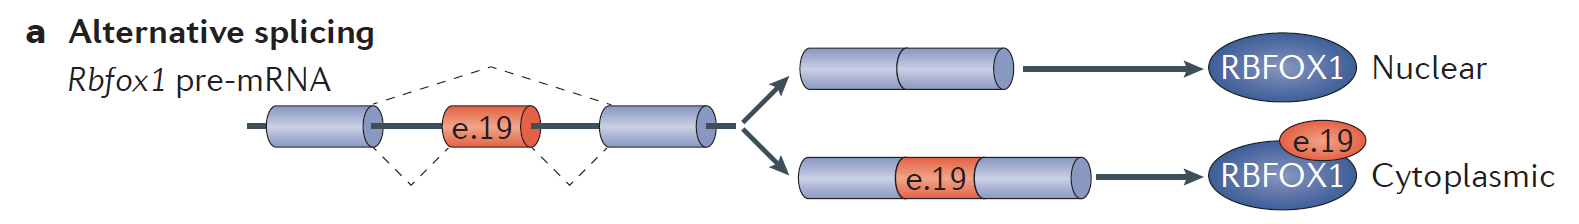 a Alternative splicing
Rbfox1 pre-mRNA
e.19
RBFOX1 Nuclear
e.19
e.19
RBFOX1 Cytoplasmic